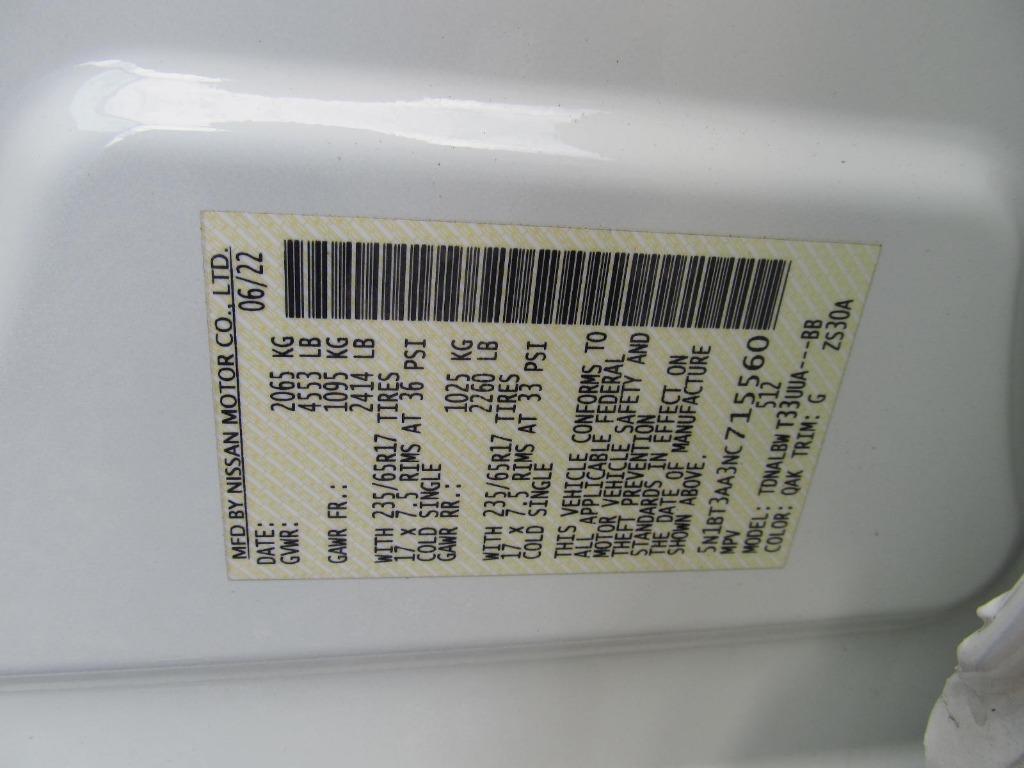 MFD BY NISSAN MOTOR CO., LTD.
DATE: 06/22
GVWR: 2065 KG
4553 LB
GAWR FR.: 1095 KG
2414 LB
WITH 235/65R17 TIRES
17 X 7.5 RIMS AT 36 PSI
COLD SINGLE
GAWR RR.: 1025 KG
2260 LB
WITH 235/65R17 TIRES
17 X 7.5 RIMS AT 33 PSI
COLD SINGLE
THIS VEHICLE CONFORMS TO
ALL APPLICABLE FEDERAL
MOTOR VEHICLE SAFETY AND
THEFT PREVENTION
STANDARDS IN EFFECT ON
THE DATE OF MANUFACTURE
SHOWN ABOVE.
5N1BT3AA3NC715560
MPV 512
MODEL: TDNALBW T33UUA---BB
COLOR: QAK TRIM: G ZS30A